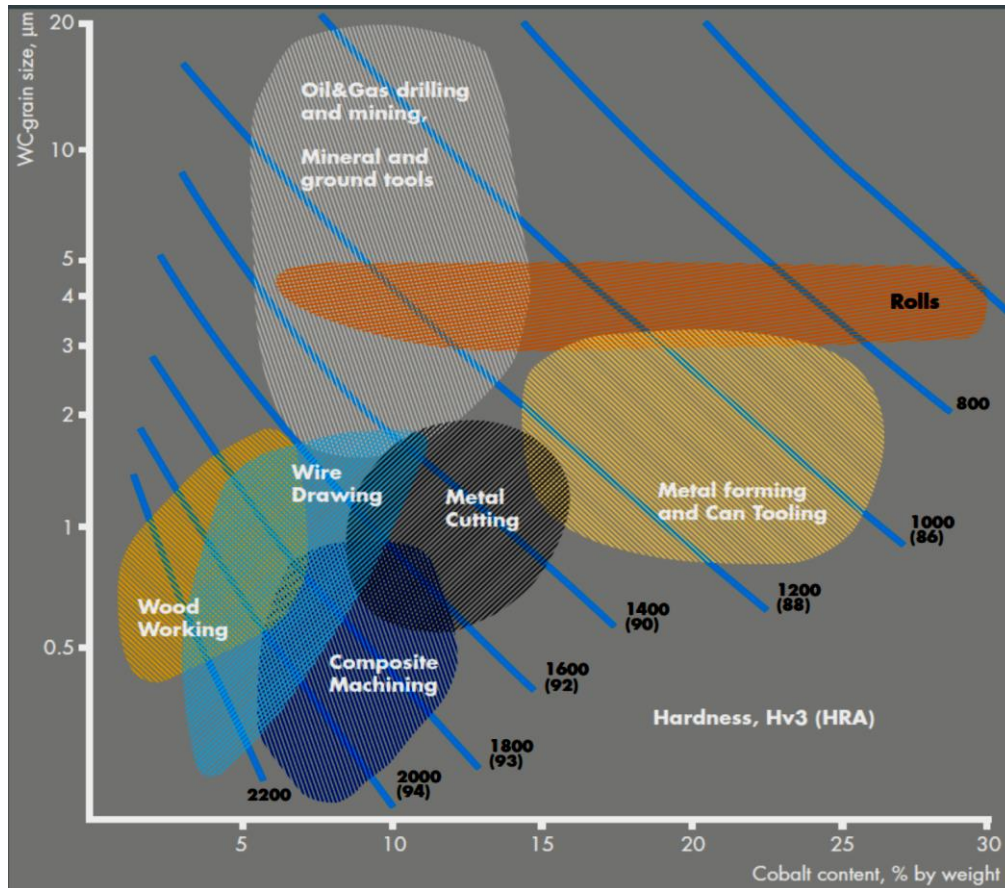 WC-grain size, µm
20
10
5
4
3
2
1
0.5
Oil&Gas drilling
and mining,
Mineral and
ground tools
Rolls
800
Wire
Drawing
Metal
Cutting
Metal forming
and Can Tooling
1000
(86)
1200
(88)
1400
(90)
Wood
Working
Composite
Machining
1600
(92)
Hardness, Hv3 (HRA)
1800
(93)
2000
(94)
2200
5
10
15
20
25
30
Cobalt content, % by weight